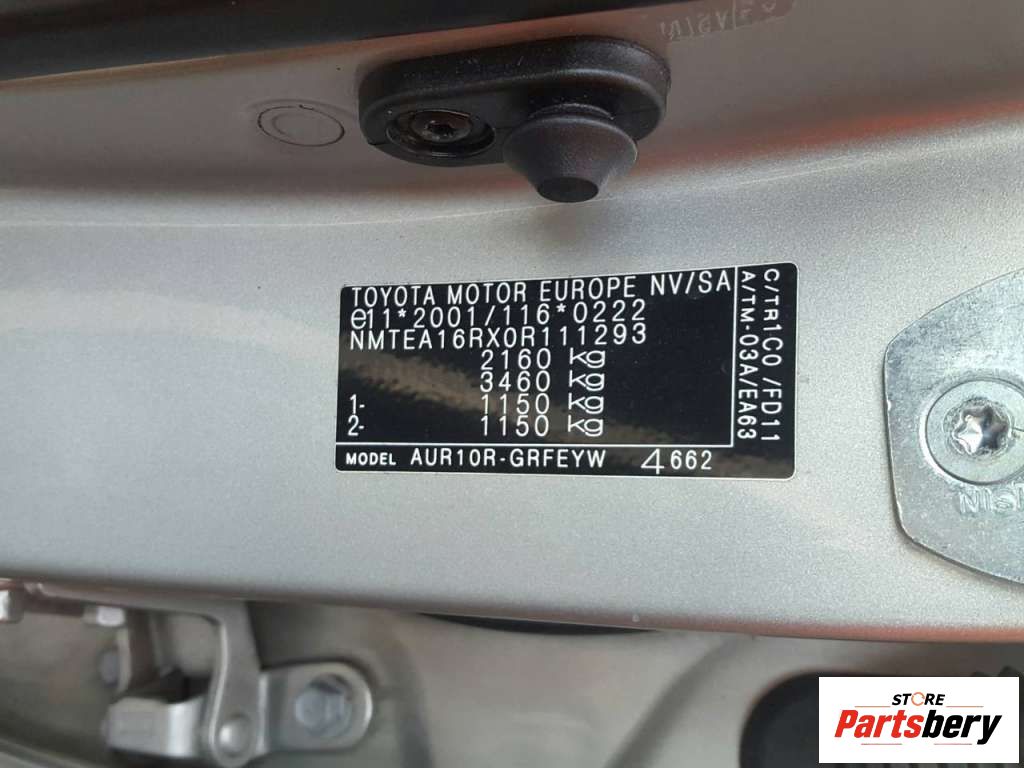 TOYOTA MOTOR EUROPE NV/SA
e11*2001/116*0222
NMTEA16RX0R111293
2160 kg
3460 kg
1- 1150 kg
2- 1150 kg
MODEL AUR10R-GRFEYW 4662
C/TR1C0 /FD11
A/TM-03A/EA63
STORE
Partsbery